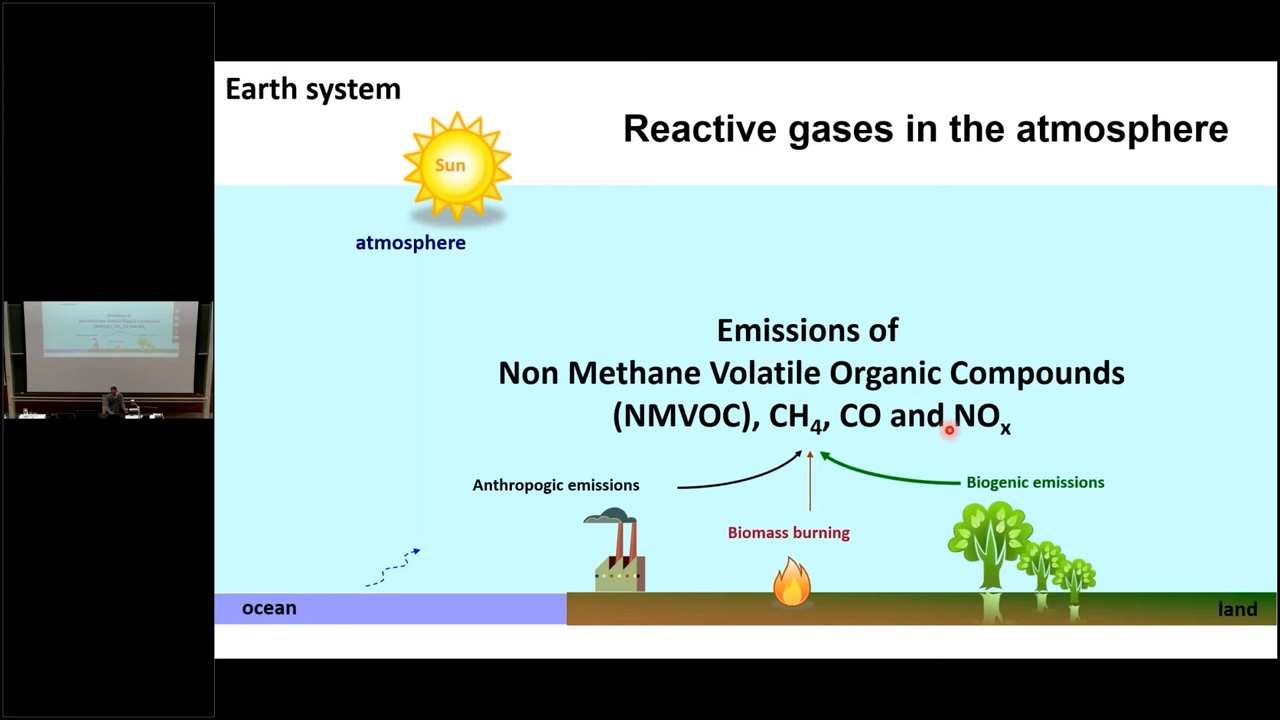 Earth system
Reactive gases in the atmosphere
Sun
atmosphere
Emissions of
Non Methane Volatile Organic Compounds
(NMVOC), CH₄, CO and NOₓ
Anthropogic emissions
Biogenic emissions
Biomass burning
ocean
land